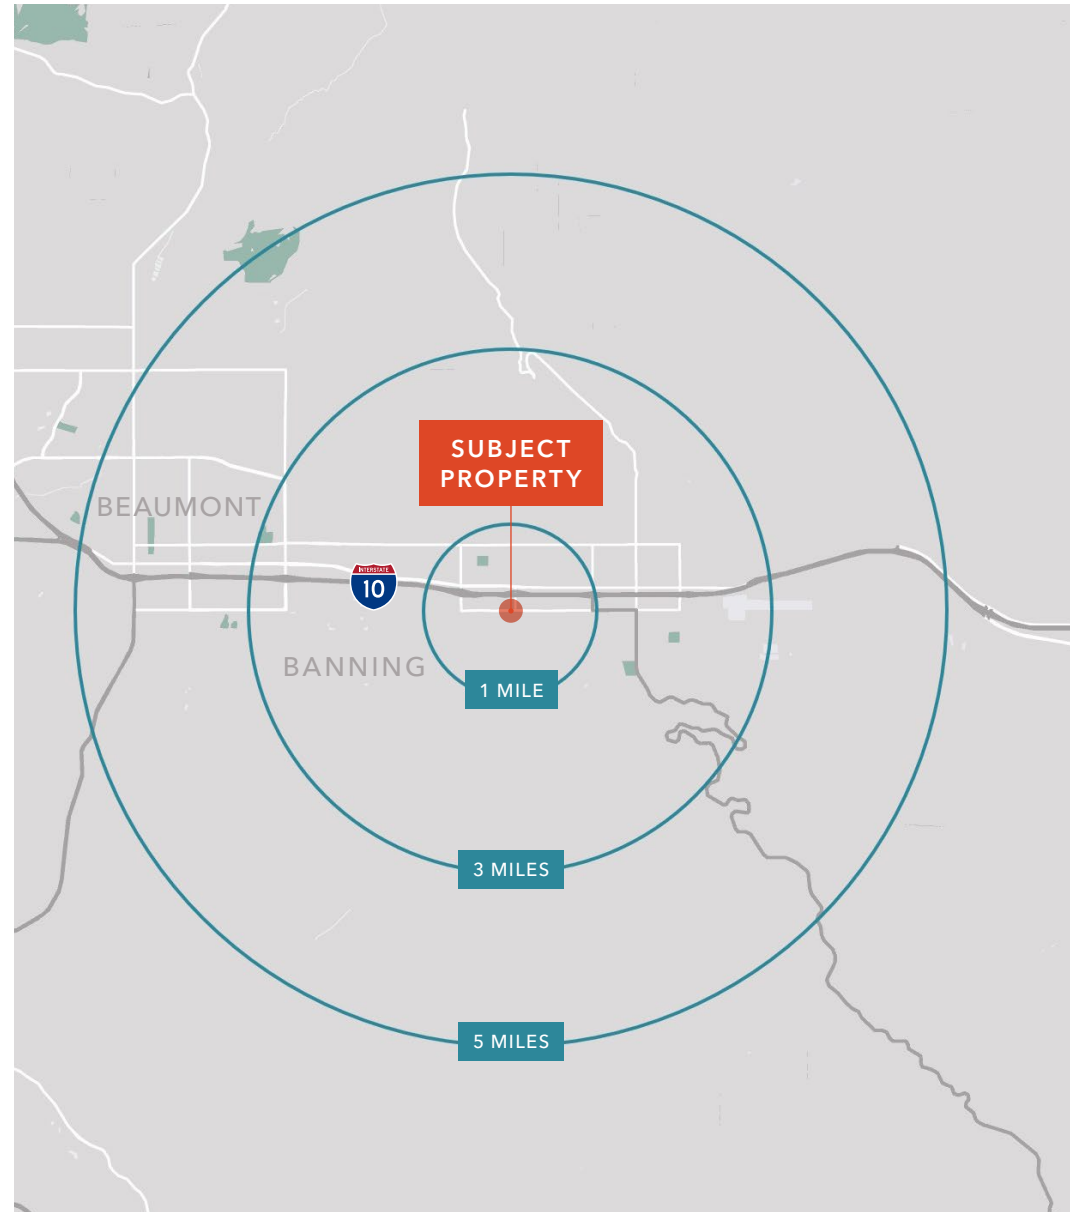 SUBJECT
PROPERTY
BEAUMONT
INTERSTATE
10
BANNING
1 MILE
3 MILES
5 MILES